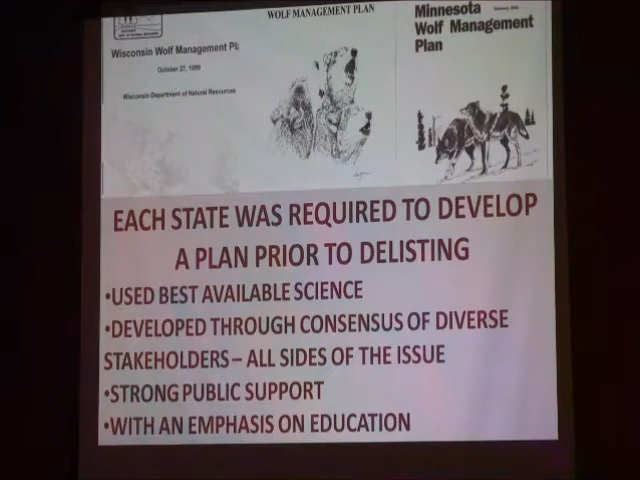 Wisconsin Wolf Management Pla
October 27, 1999
Wisconsin Department of Natural Resources
WOLF MANAGEMENT PLAN
Minnesota
Wolf Management
Plan
EACH STATE WAS REQUIRED TO DEVELOP
A PLAN PRIOR TO DELISTING
•USED BEST AVAILABLE SCIENCE
•DEVELOPED THROUGH CONSENSUS OF DIVERSE
STAKEHOLDERS – ALL SIDES OF THE ISSUE
•STRONG PUBLIC SUPPORT
•WITH AN EMPHASIS ON EDUCATION